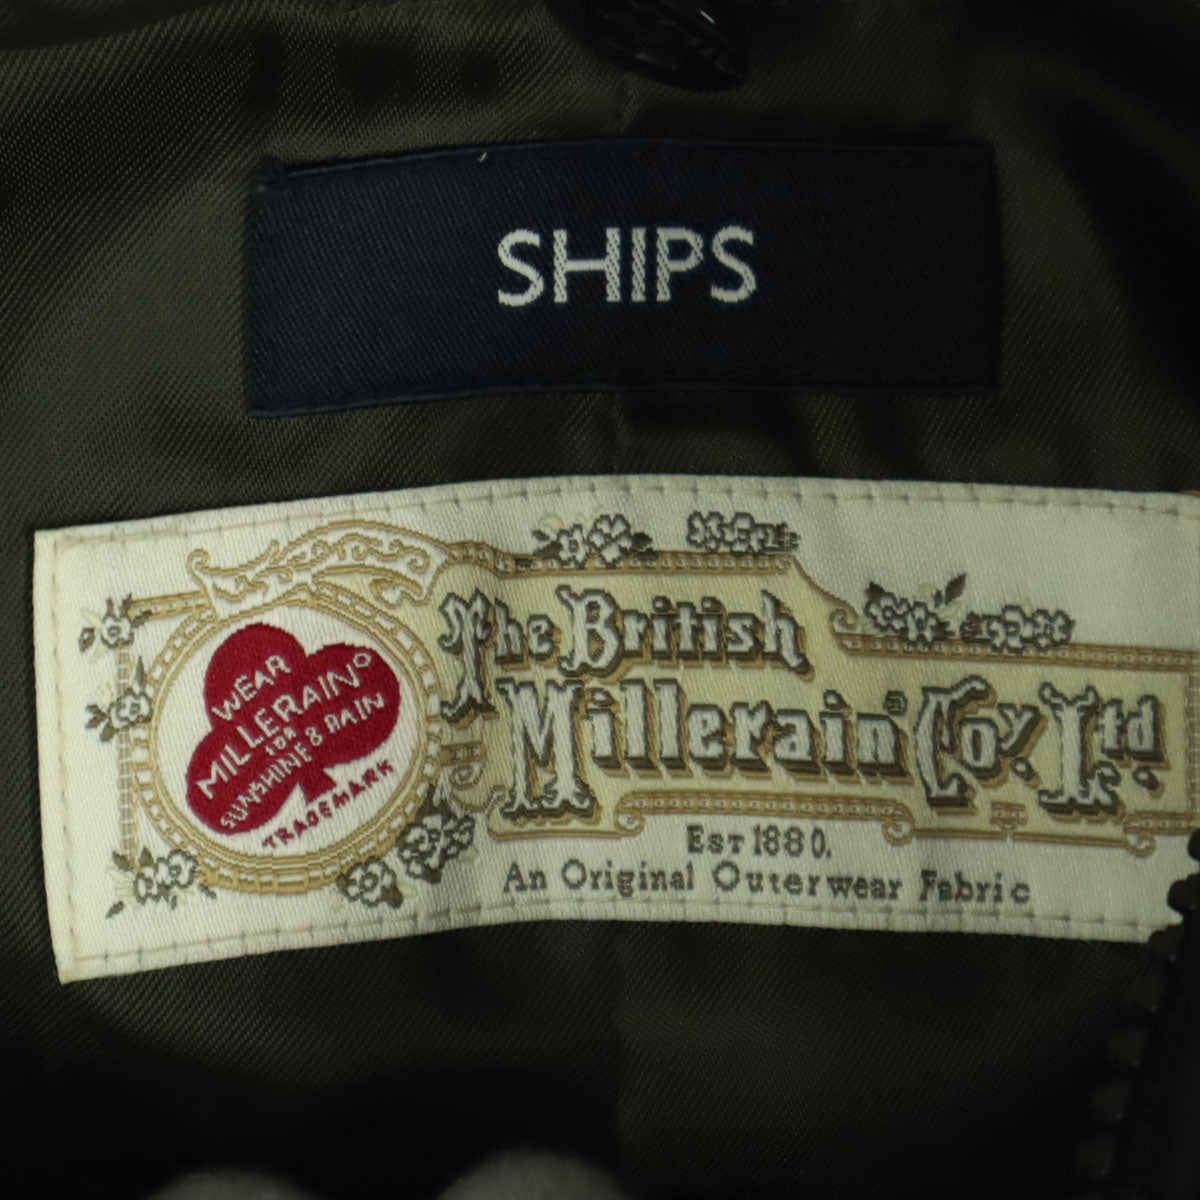 SHIPS
WEAR
MILLERAIN
FOR
SUNSHINE & RAIN
TRADEMARK
The British
Millerain Coy. Ltd.
EST 1880.
An Original Outerwear Fabric